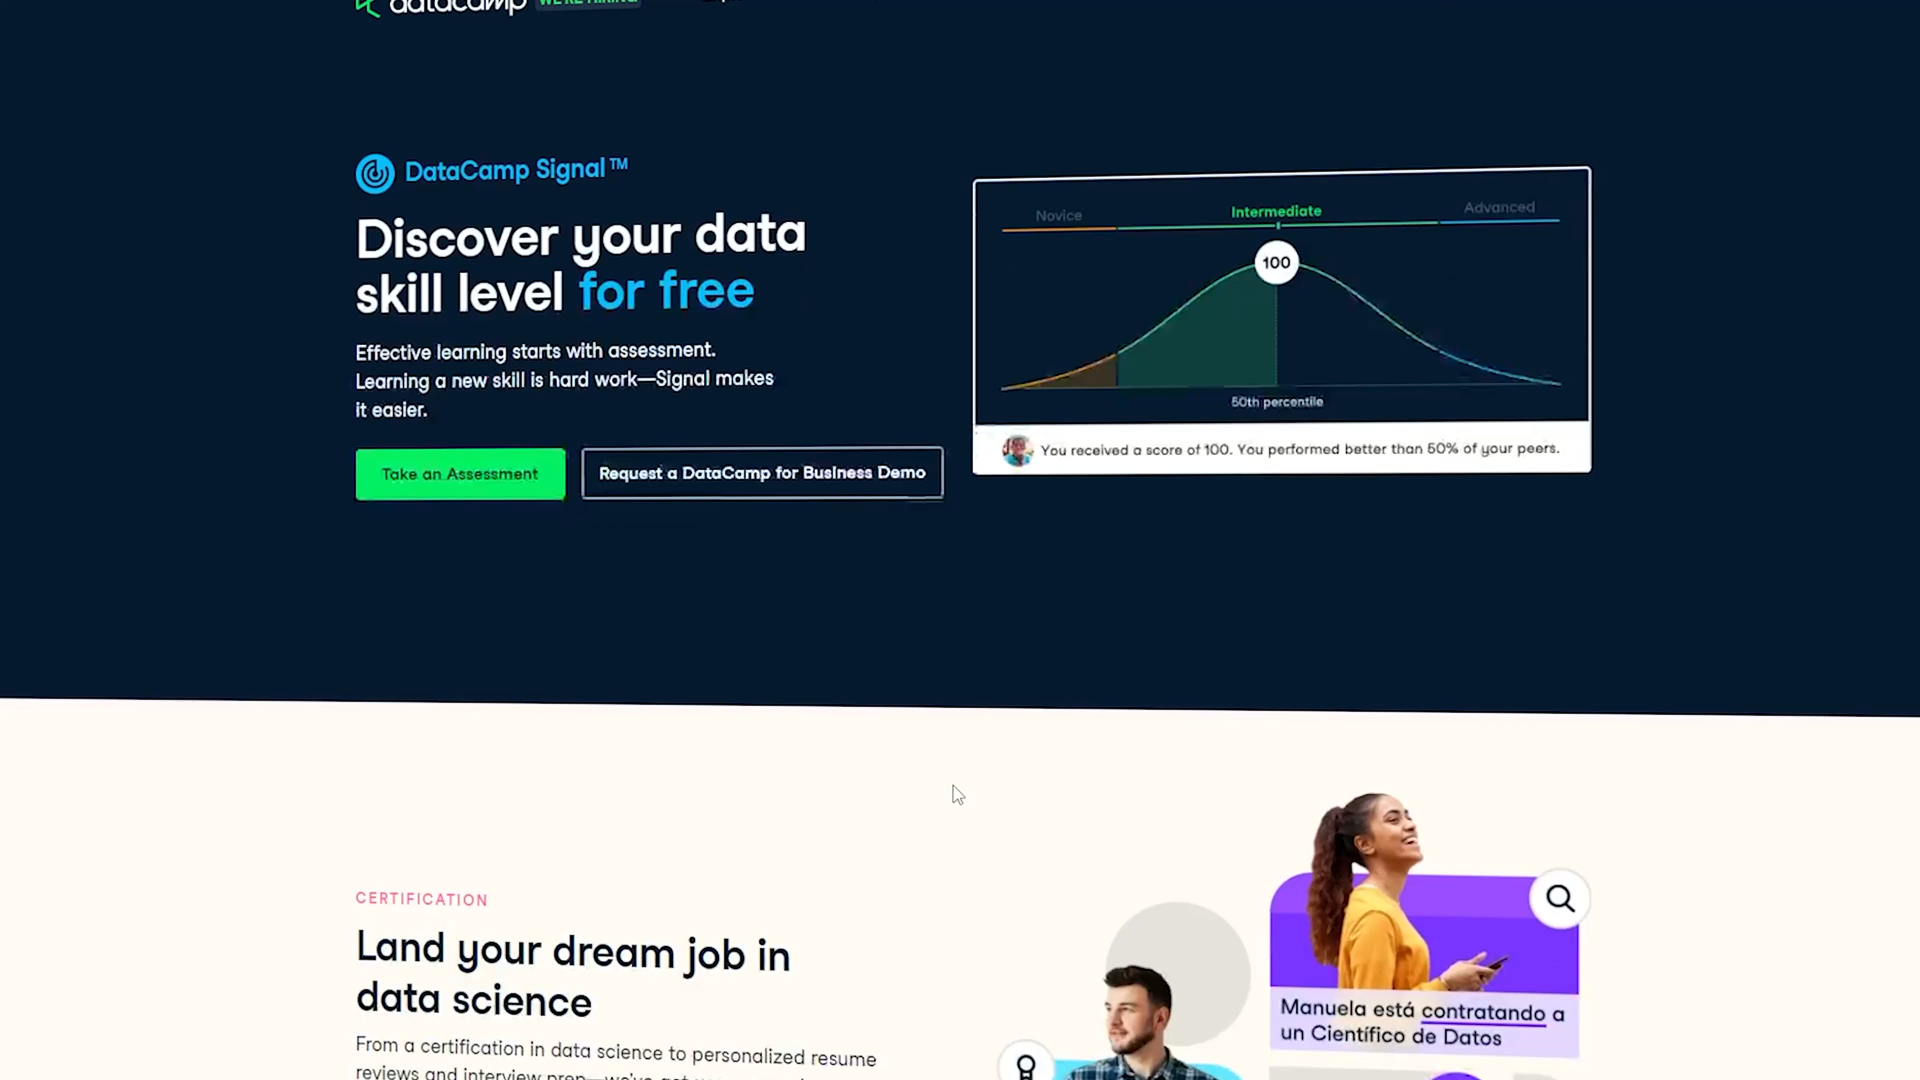 datacamp WE'RE HIRING
DataCamp Signal™
Discover your data
skill level for free
Effective learning starts with assessment.
Learning a new skill is hard work—Signal makes
it easier.
Take an Assessment
Request a DataCamp for Business Demo
Novice
Intermediate
Advanced
100
50th percentile
You received a score of 100. You performed better than 50% of your peers.
CERTIFICATION
Land your dream job in
data science
From a certification in data science to personalized resume
reviews and interview prep—we've got
Manuela está contratando a
un Científico de Datos